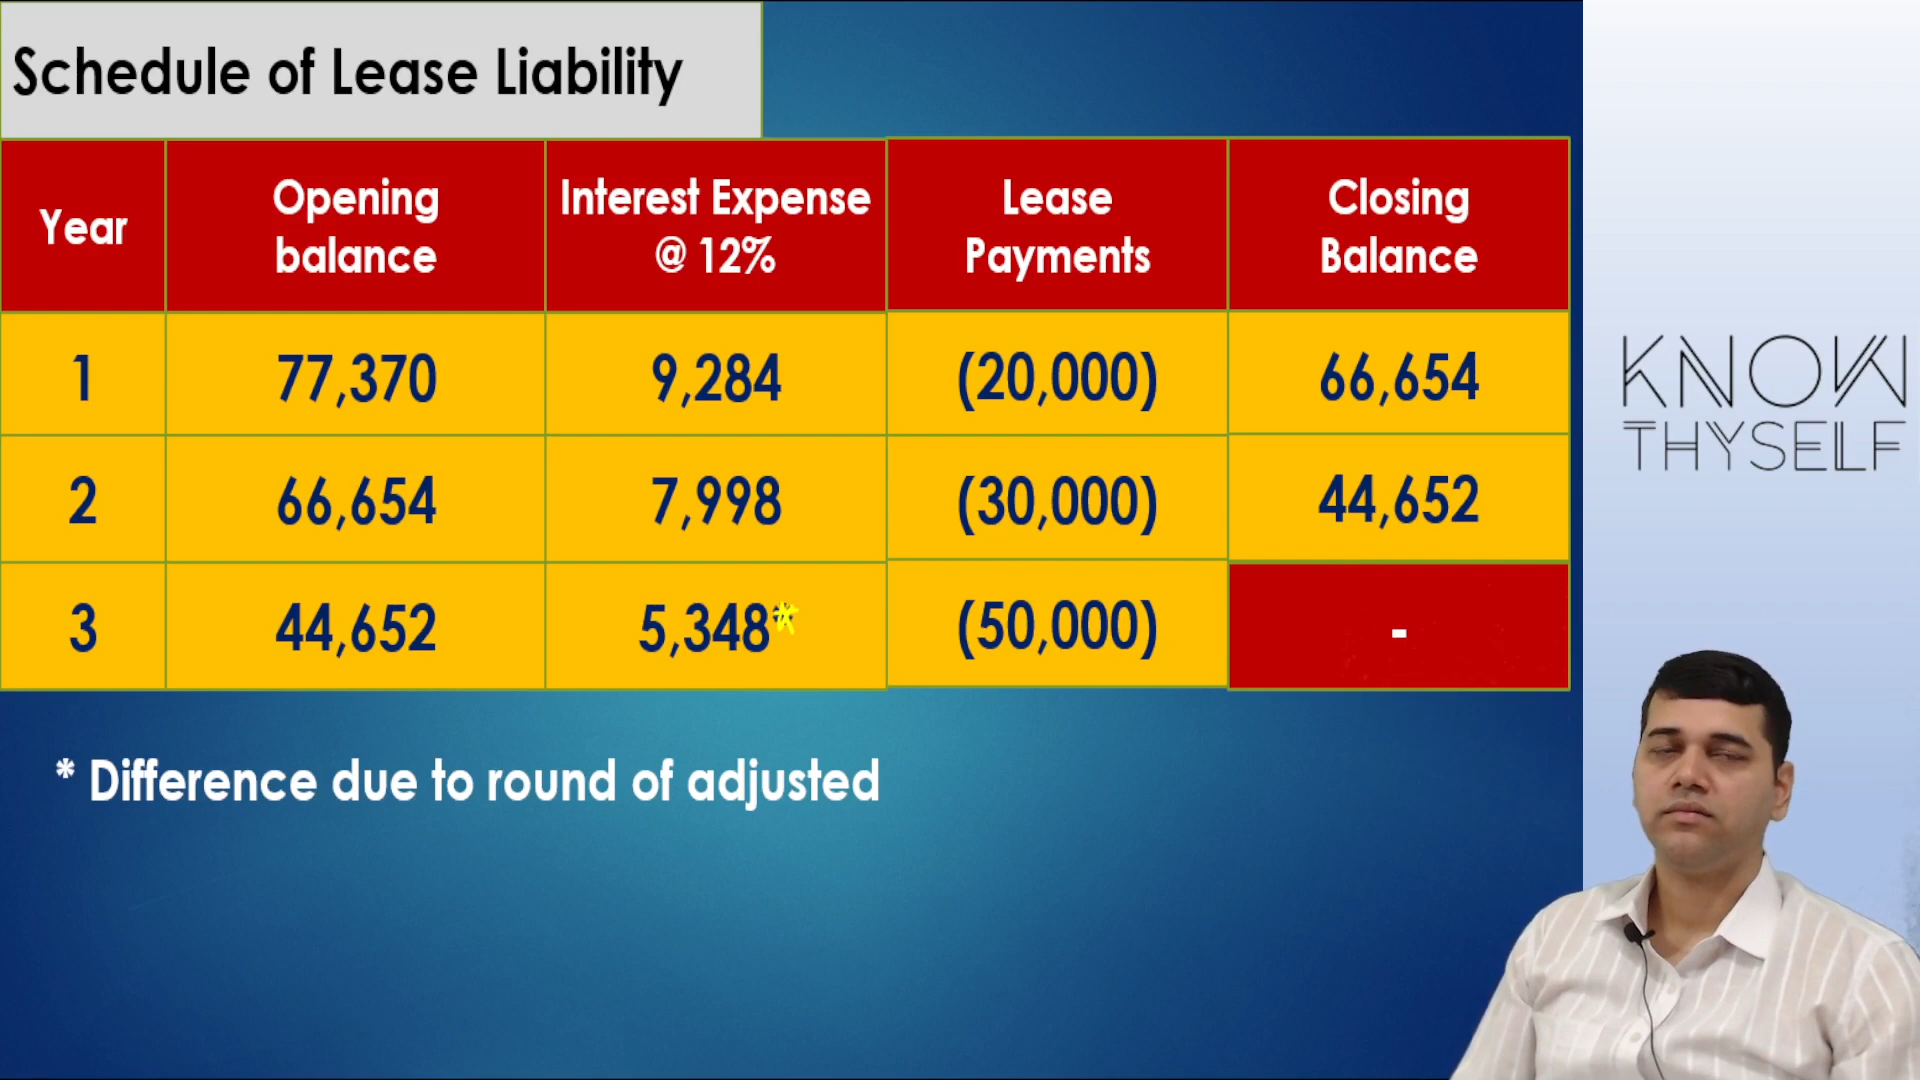 Schedule of Lease Liability
Year
Opening
balance
Interest Expense
@ 12%
Lease
Payments
Closing
Balance
1
77,370
9,284
(20,000)
66,654
2
66,654
7,998
(30,000)
44,652
3
44,652
5,348*
(50,000)
-
* Difference due to round of adjusted
KNOW
THYSELF